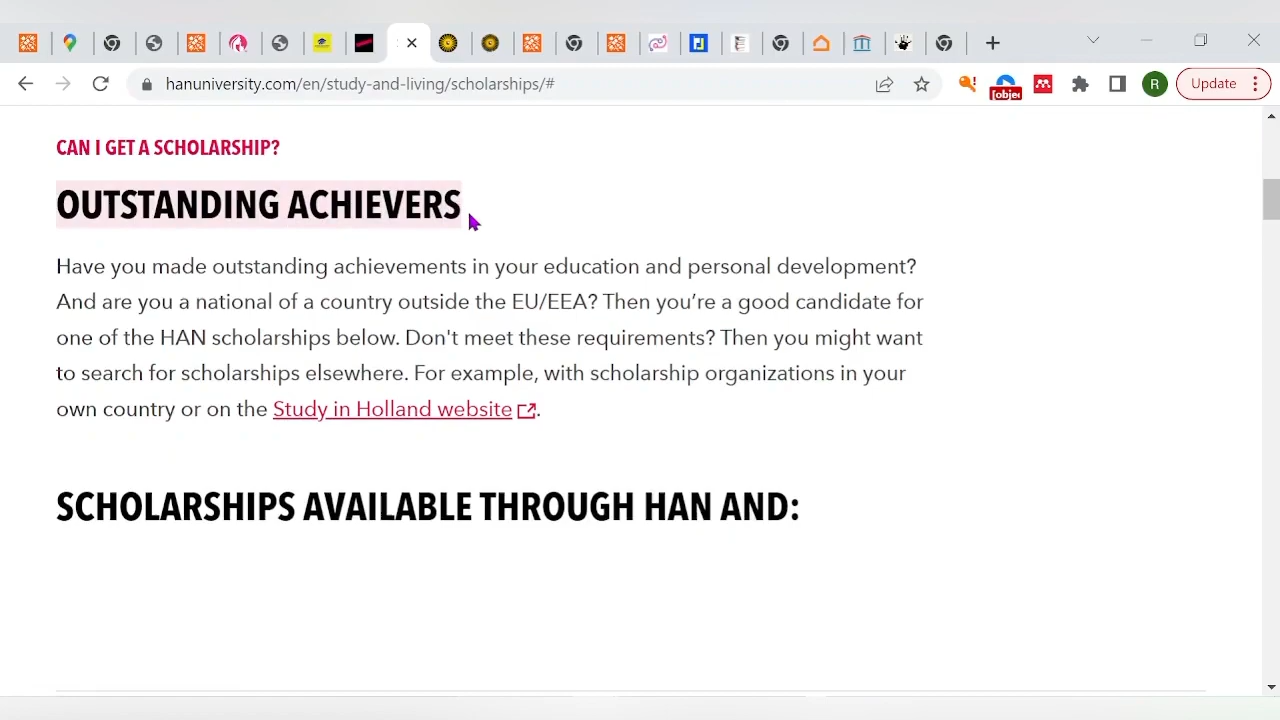 hanuniversity.com/en/study-and-living/scholarships/#
[objec
R
Update
CAN I GET A SCHOLARSHIP?
OUTSTANDING ACHIEVERS
Have you made outstanding achievements in your education and personal development?
And are you a national of a country outside the EU/EEA? Then you’re a good candidate for
one of the HAN scholarships below. Don't meet these requirements? Then you might want
to search for scholarships elsewhere. For example, with scholarship organizations in your
own country or on the Study in Holland website.
SCHOLARSHIPS AVAILABLE THROUGH HAN AND: